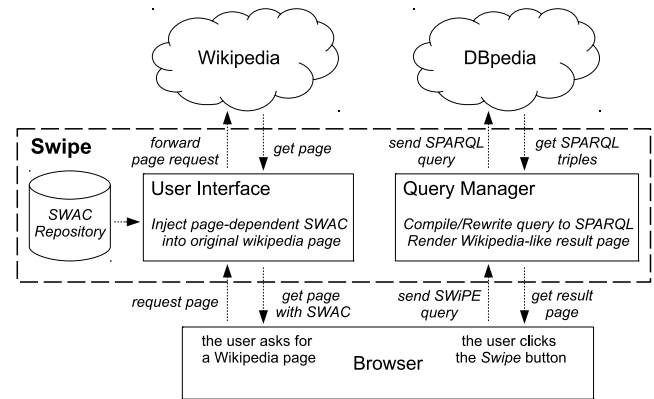 Wikipedia
DBpedia
Swipe
forward
page request
get page
send SPARQL
query
get SPARQL
triples
SWAC
Repository
User Interface
Inject page-dependent SWAC
into original wikipedia page
Query Manager
Compile/Rewrite query to SPARQL
Render Wikipedia-like result page
request page
get page
with SWAC
send SWiPE
query
get result
page
the user asks for
a Wikipedia page
Browser
the user clicks
the Swipe button